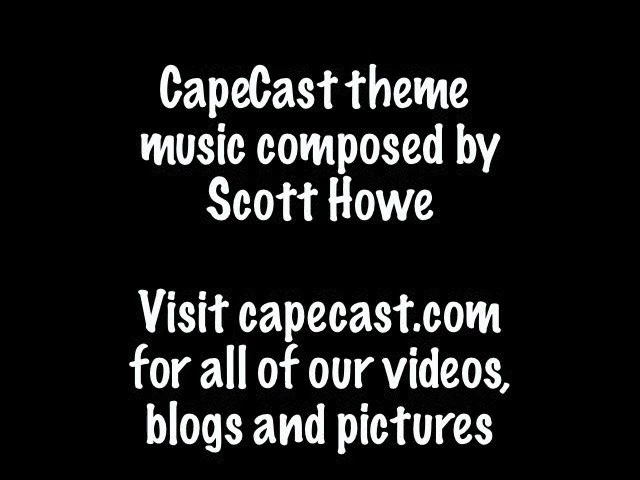 CapeCast theme
music composed by
Scott Howe
Visit capecast.com
for all of our videos,
blogs and pictures